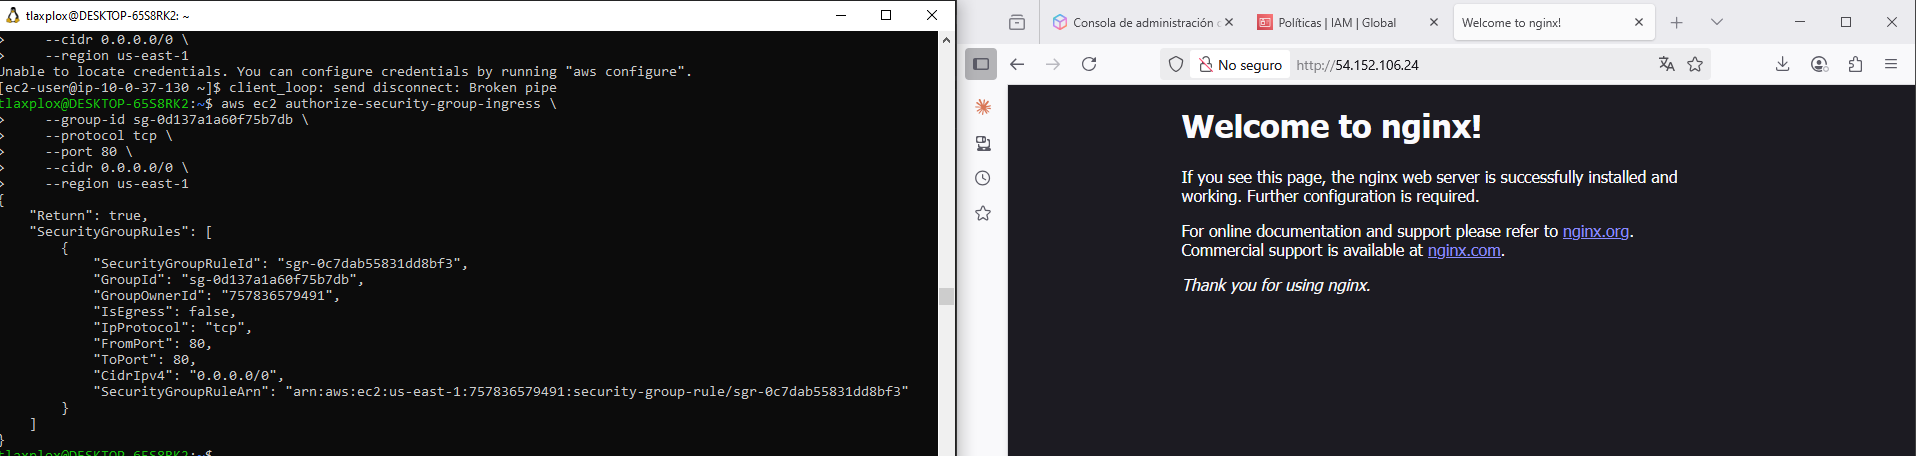 tlaxplox@DESKTOP-65S8RK2: ~
>     --cidr 0.0.0.0/0 \
>     --region us-east-1
Unable to locate credentials. You can configure credentials by running "aws configure".
[ec2-user@ip-10-0-37-130 ~]$ client_loop: send disconnect: Broken pipe
tlaxplox@DESKTOP-65S8RK2:~$ aws ec2 authorize-security-group-ingress \
>     --group-id sg-0d137a1a60f75b7db \
>     --protocol tcp \
>     --port 80 \
>     --cidr 0.0.0.0/0 \
>     --region us-east-1
{
    "Return": true,
    "SecurityGroupRules": [
        {
            "SecurityGroupRuleId": "sgr-0c7dab55831dd8bf3",
            "GroupId": "sg-0d137a1a60f75b7db",
            "GroupOwnerId": "757836579491",
            "IsEgress": false,
            "IpProtocol": "tcp",
            "FromPort": 80,
            "ToPort": 80,
            "CidrIpv4": "0.0.0.0/0",
            "SecurityGroupRuleArn": "arn:aws:ec2:us-east-1:757836579491:security-group-rule/sgr-0c7dab55831dd8bf3"
        }
    ]
}
tlaxplox@DESKTOP-65S8RK2:~$
Consola de administración
Políticas | IAM | Global
Welcome to nginx!
No seguro
http://54.152.106.24
Welcome to nginx!
If you see this page, the nginx web server is successfully installed and
working. Further configuration is required.
For online documentation and support please refer to nginx.org.
Commercial support is available at nginx.com.
Thank you for using nginx.